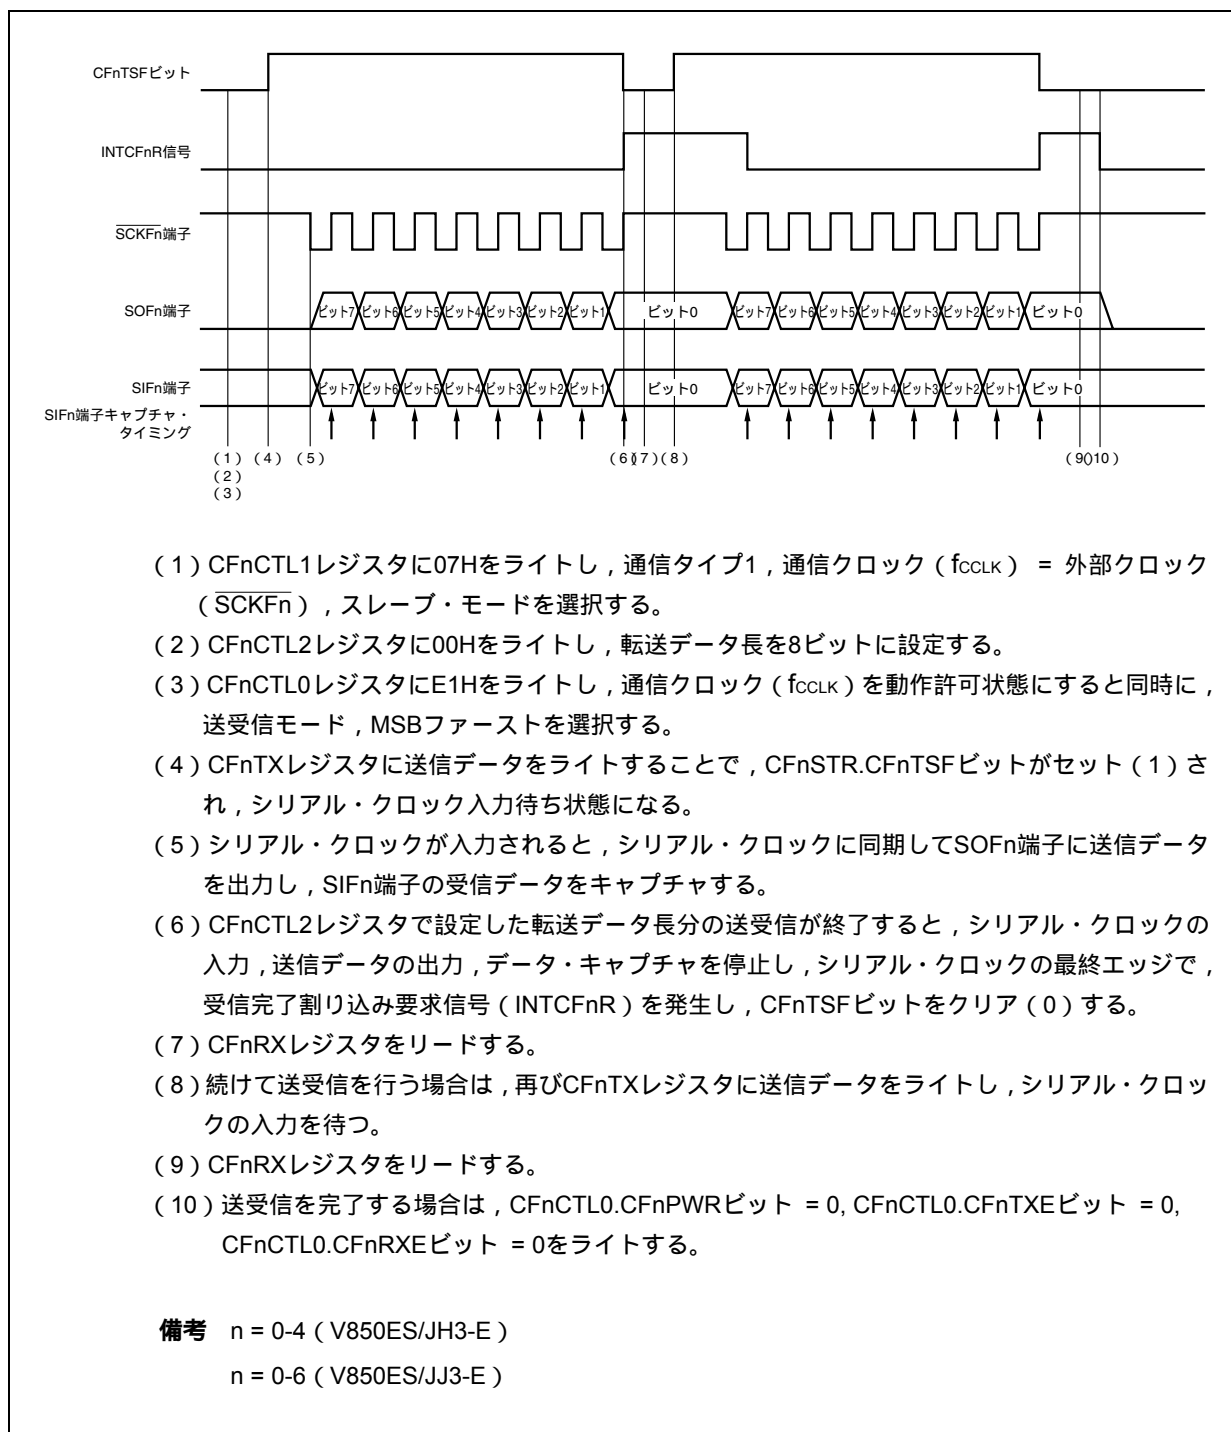 CFnTSFビット
INTCFnR信号
SCKFn端子
SOFn端子
ビット7 ビット6 ビット5 ビット4 ビット3 ビット2 ビット1 ビット0 ビット7 ビット6 ビット5 ビット4 ビット3 ビット2 ビット1 ビット0
SIFn端子
ビット7 ビット6 ビット5 ビット4 ビット3 ビット2 ビット1 ビット0 ビット7 ビット6 ビット5 ビット4 ビット3 ビット2 ビット1 ビット0
SIFn端子キャプチャ・
タイミング
(1) (4) (5) (6)(7)(8) (9)(10)
(2)
(3)
(1)CFnCTL1レジスタに07Hをライトし,通信タイプ1,通信クロック(fCCLK) = 外部クロック
(SCKFn),スレーブ・モードを選択する。
(2)CFnCTL2レジスタに00Hをライトし,転送データ長を8ビットに設定する。
(3)CFnCTL0レジスタにE1Hをライトし,通信クロック(fCCLK)を動作許可状態にすると同時に,
送受信モード,MSBファーストを選択する。
(4)CFnTXレジスタに送信データをライトすることで,CFnSTR.CFnTSFビットがセット(1)さ
れ,シリアル・クロック入力待ち状態になる。
(5)シリアル・クロックが入力されると,シリアル・クロックに同期してSOFn端子に送信データ
を出力し,SIFn端子の受信データをキャプチャする。
(6)CFnCTL2レジスタで設定した転送データ長分の送受信が終了すると,シリアル・クロックの
入力,送信データの出力,データ・キャプチャを停止し,シリアル・クロックの最終エッジで,
受信完了割り込み要求信号(INTCFnR)を発生し,CFnTSFビットをクリア(0)する。
(7)CFnRXレジスタをリードする。
(8)続けて送受信を行う場合は,再びCFnTXレジスタに送信データをライトし,シリアル・クロッ
クの入力を待つ。
(9)CFnRXレジスタをリードする。
(10)送受信を完了する場合は,CFnCTL0.CFnPWRビット = 0, CFnCTL0.CFnTXEビット = 0,
CFnCTL0.CFnRXEビット = 0をライトする。
備考 n = 0-4(V850ES/JH3-E)
n = 0-6(V850ES/JJ3-E)